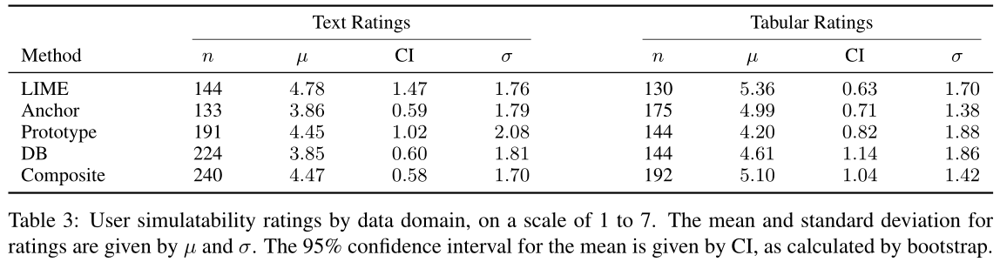 Text Ratings Tabular Ratings
Method n μ CI σ n μ CI σ
LIME 144 4.78 1.47 1.76 130 5.36 0.63 1.70
Anchor 133 3.86 0.59 1.79 175 4.99 0.71 1.38
Prototype 191 4.45 1.02 2.08 144 4.20 0.82 1.88
DB 224 3.85 0.60 1.81 144 4.61 1.14 1.86
Composite 240 4.47 0.58 1.70 192 5.10 1.04 1.42
Table 3: User simulatability ratings by data domain, on a scale of 1 to 7. The mean and standard deviation for
ratings are given by μ and σ. The 95% confidence interval for the mean is given by CI, as calculated by bootstrap.